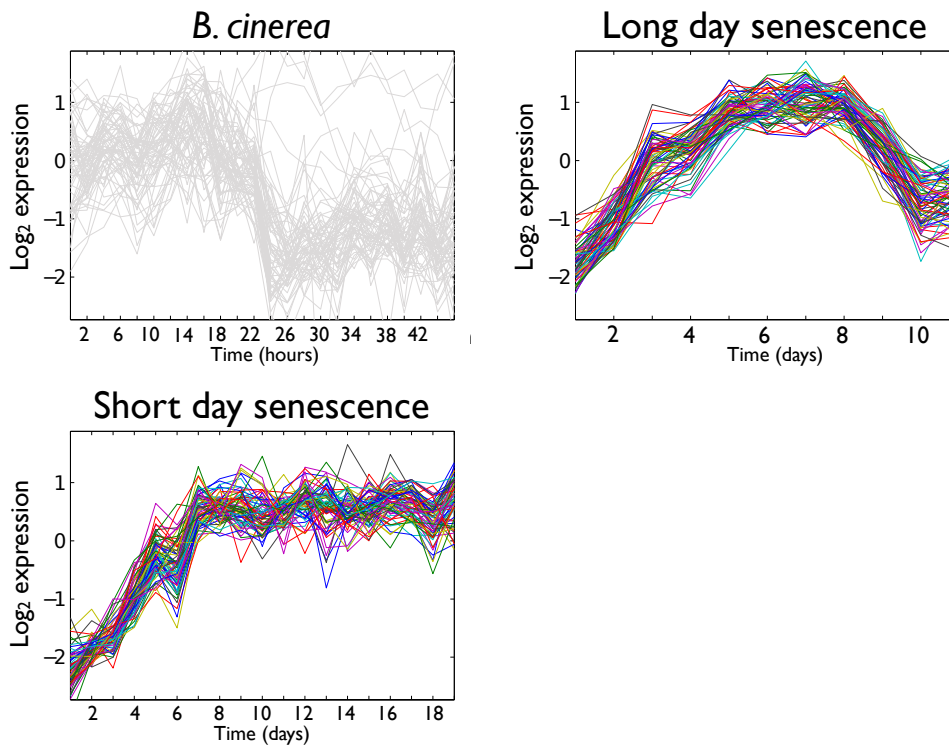 B. cinerea
Log2 expression
1
0
−1
−2
2 6 10 14 18 22 26 30 34 38 42
Time (hours)
Long day senescence
Log2 expression
1
0
−1
−2
2 4 6 8 10
Time (days)
Short day senescence
Log2 expression
1
0
−1
−2
2 4 6 8 10 12 14 16 18
Time (days)